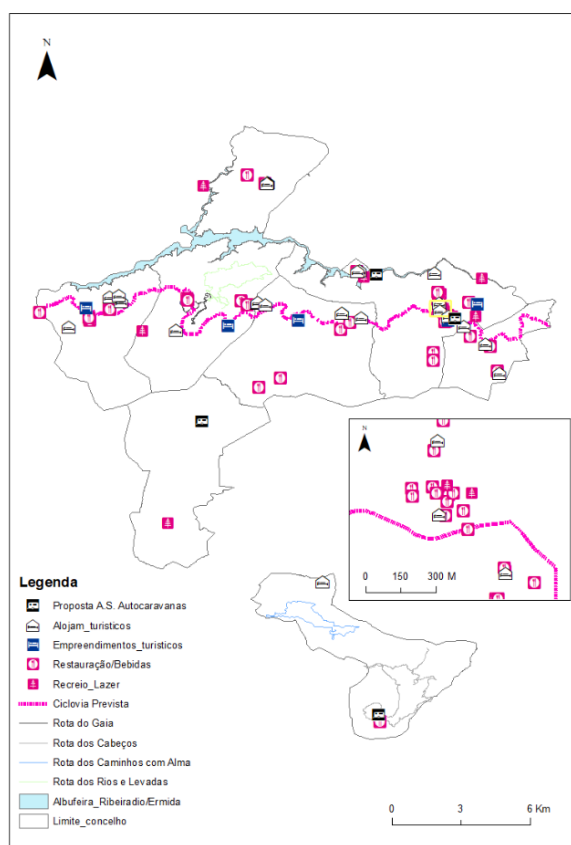 N
N
0 150 300 M
Legenda
Proposta A.S. Autocaravanas
Alojam_turisticos
Empreendimentos_turisticos
Restauração/Bebidas
Recreio_Lazer
Ciclovia Prevista
Rota do Gaia
Rota dos Cabeços
Rota dos Caminhos com Alma
Rota dos Rios e Levadas
Albufeira_Ribeiradio/Ermida
Limite_concelho
0 3 6 Km